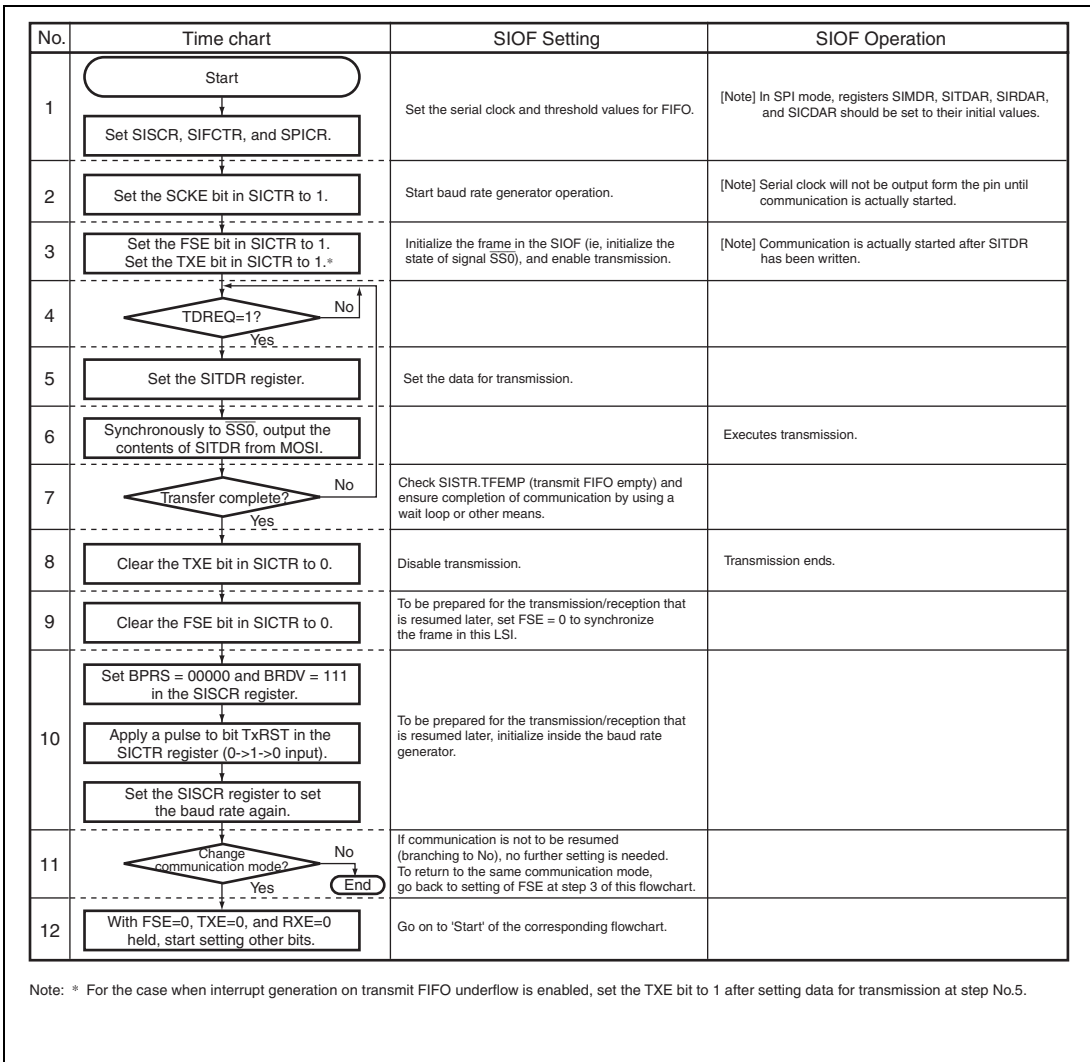 No.
Time chart
SIOF Setting
SIOF Operation
1
Start
Set SISCR, SIFCTR, and SPICR.
Set the serial clock and threshold values for FIFO.
[Note] In SPI mode, registers SIMDR, SITDAR, SIRDAR,
and SICDAR should be set to their initial values.
2
Set the SCKE bit in SICTR to 1.
Start baud rate generator operation.
[Note] Serial clock will not be output form the pin until
communication is actually started.
3
Set the FSE bit in SICTR to 1.
Set the TXE bit in SICTR to 1.*
Initialize the frame in the SIOF (ie, initialize the
state of signal SS0), and enable transmission.
[Note] Communication is actually started after SITDR
has been written.
4
TDREQ=1?
No
Yes
5
Set the SITDR register.
Set the data for transmission.
6
Synchronously to SS0, output the
contents of SITDR from MOSI.
Executes transmission.
7
Transfer complete?
No
Yes
Check SISTR.TFEMP (transmit FIFO empty) and
ensure completion of communication by using a
wait loop or other means.
8
Clear the TXE bit in SICTR to 0.
Disable transmission.
Transmission ends.
9
Clear the FSE bit in SICTR to 0.
To be prepared for the transmission/reception that
is resumed later, set FSE = 0 to synchronize
the frame in this LSI.
10
Set BPRS = 00000 and BRDV = 111
in the SISCR register.
Apply a pulse to bit TxRST in the
SICTR register (0->1->0 input).
Set the SISCR register to set
the baud rate again.
To be prepared for the transmission/reception that
is resumed later, initialize inside the baud rate
generator.
11
Change
communication mode?
No
Yes
End
If communication is not to be resumed
(branching to No), no further setting is needed.
To return to the same communication mode,
go back to setting of FSE at step 3 of this flowchart.
12
With FSE=0, TXE=0, and RXE=0
held, start setting other bits.
Go on to 'Start' of the corresponding flowchart.
Note: * For the case when interrupt generation on transmit FIFO underflow is enabled, set the TXE bit to 1 after setting data for transmission at step No.5.